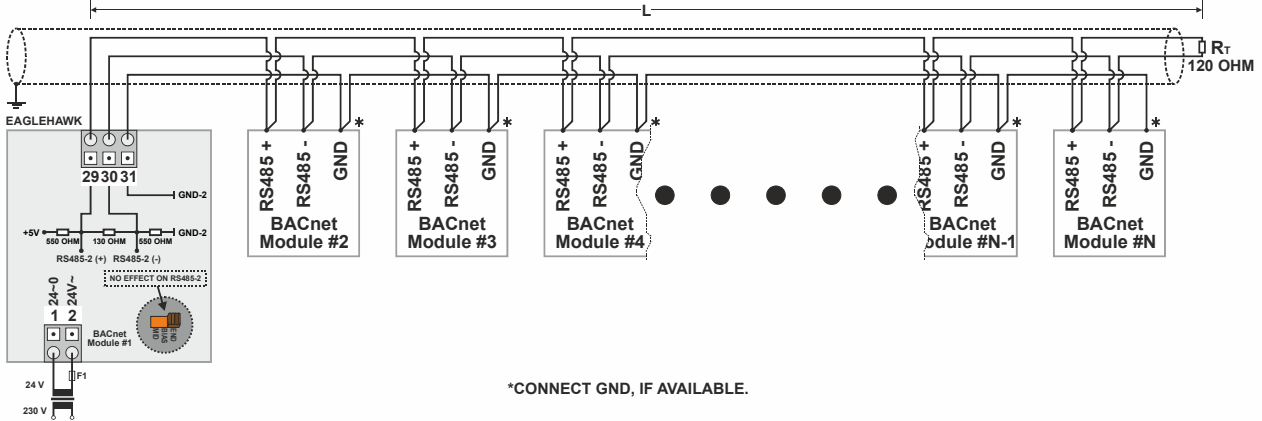 L
RT
120 OHM
EAGLEHAWK
29 30 31
GND-2
+5V
GND-2
550 OHM 130 OHM 550 OHM
RS485-2 (+) RS485-2 (-)
NO EFFECT ON RS485-2
24~0
24V~
1 2
END
BIAS
MID
BACnet
Module #1
F1
24 V
230 V
*
RS485 +
RS485 -
GND
BACnet
Module #2
*
RS485 +
RS485 -
GND
BACnet
Module #3
*
RS485 +
RS485 -
GND
BACnet
Module #4
*
RS485 +
RS485 -
GND
BACnet
odule #N-1
*
RS485 +
RS485 -
GND
BACnet
Module #N
*CONNECT GND, IF AVAILABLE.